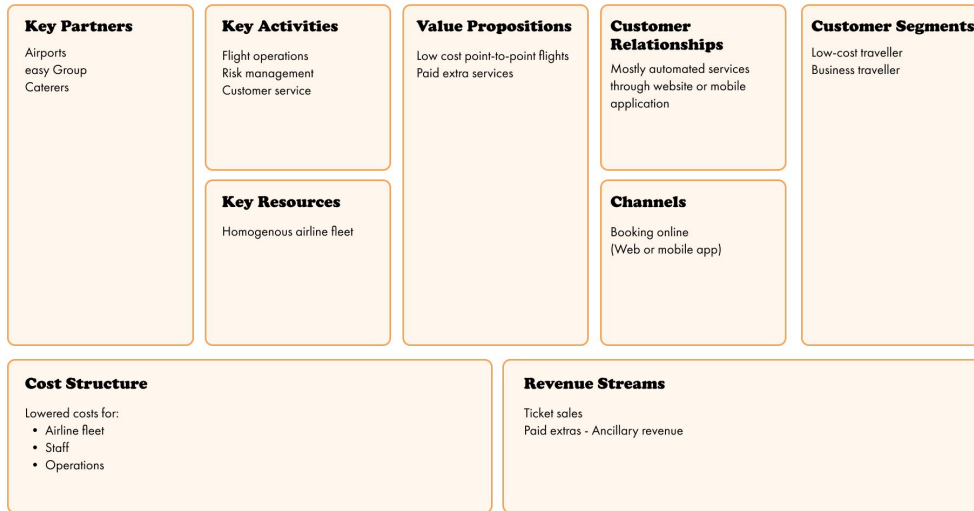 Key Partners
Airports
easy Group
Caterers
Key Activities
Flight operations
Risk management
Customer service
Key Resources
Homogenous airline fleet
Value Propositions
Low cost point-to-point flights
Paid extra services
Customer
Relationships
Mostly automated services
through website or mobile
application
Channels
Booking online
(Web or mobile app)
Customer Segments
Low-cost traveller
Business traveller
Cost Structure
Lowered costs for:
• Airline fleet
• Staff
• Operations
Revenue Streams
Ticket sales
Paid extras - Ancillary revenue